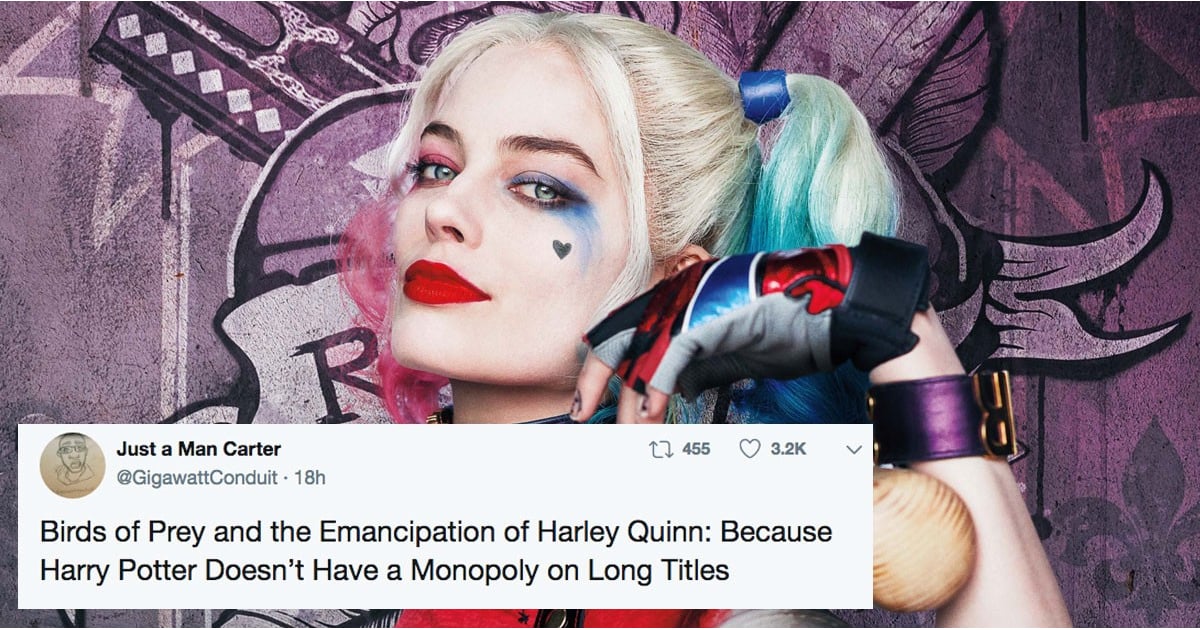 R
Just a Man Carter
455
3.2K
@GigawattConduit · 18h
Birds of Prey and the Emancipation of Harley Quinn: Because
Harry Potter Doesn’t Have a Monopoly on Long Titles